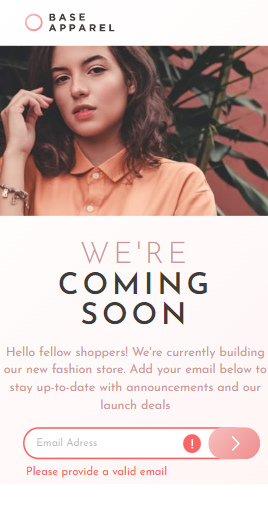 BASE
APPAREL
WE'RE
COMING
SOON
Hello fellow shoppers! We're currently building
our new fashion store. Add your email below to
stay up-to-date with announcements and our
launch deals
Email Adress
!
Please provide a valid email